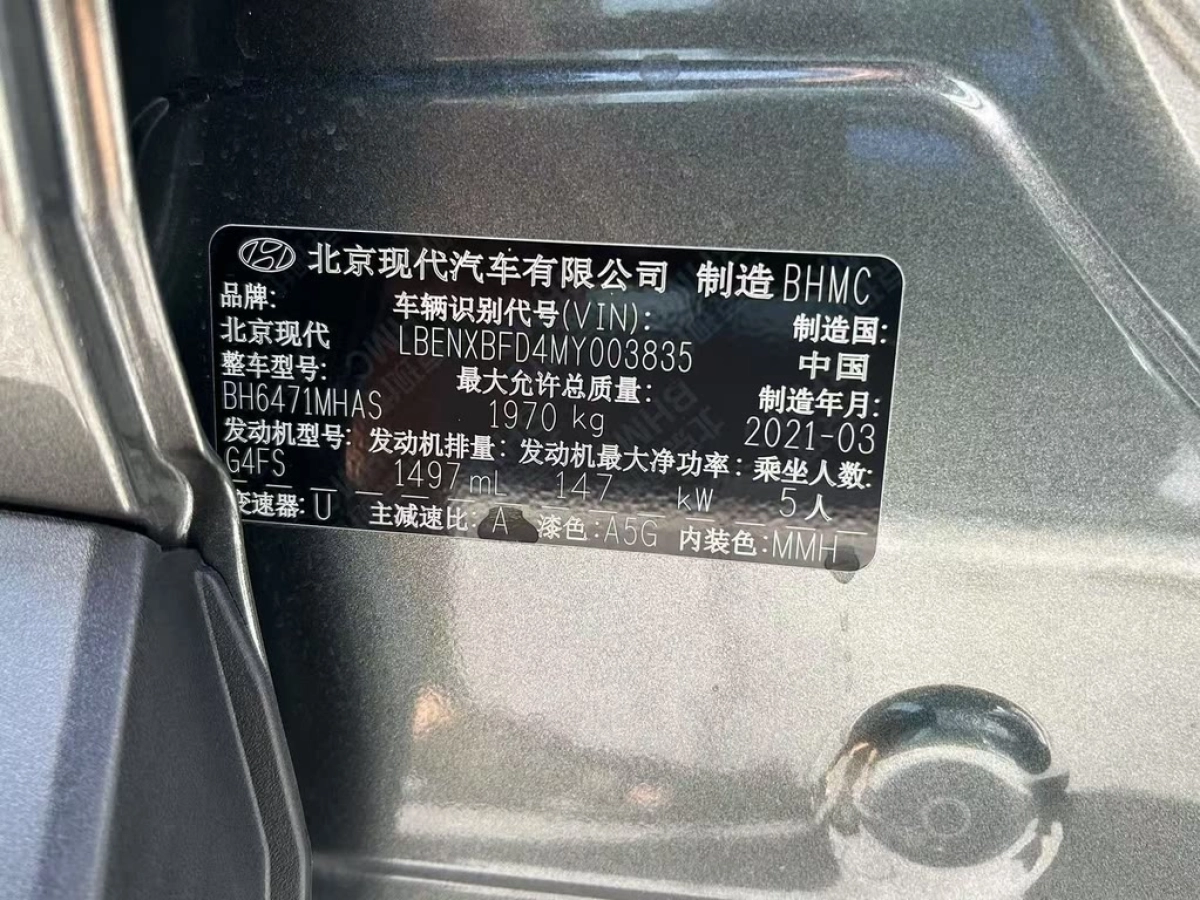 北京现代汽车有限公司 制造 BHMC
品牌: 车辆识别代号(VIN): 制造国:
北京现代 LBENXBFD4MY003835 中国
整车型号: 最大允许总质量: 制造年月:
BH6471MHAS 1970 kg 2021-03
发动机型号: 发动机排量: 发动机最大净功率: 乘坐人数:
G4FS 1497 mL 147 kW 5人
变速器: U 主减速比: A 漆色: A5G 内装色: MMH